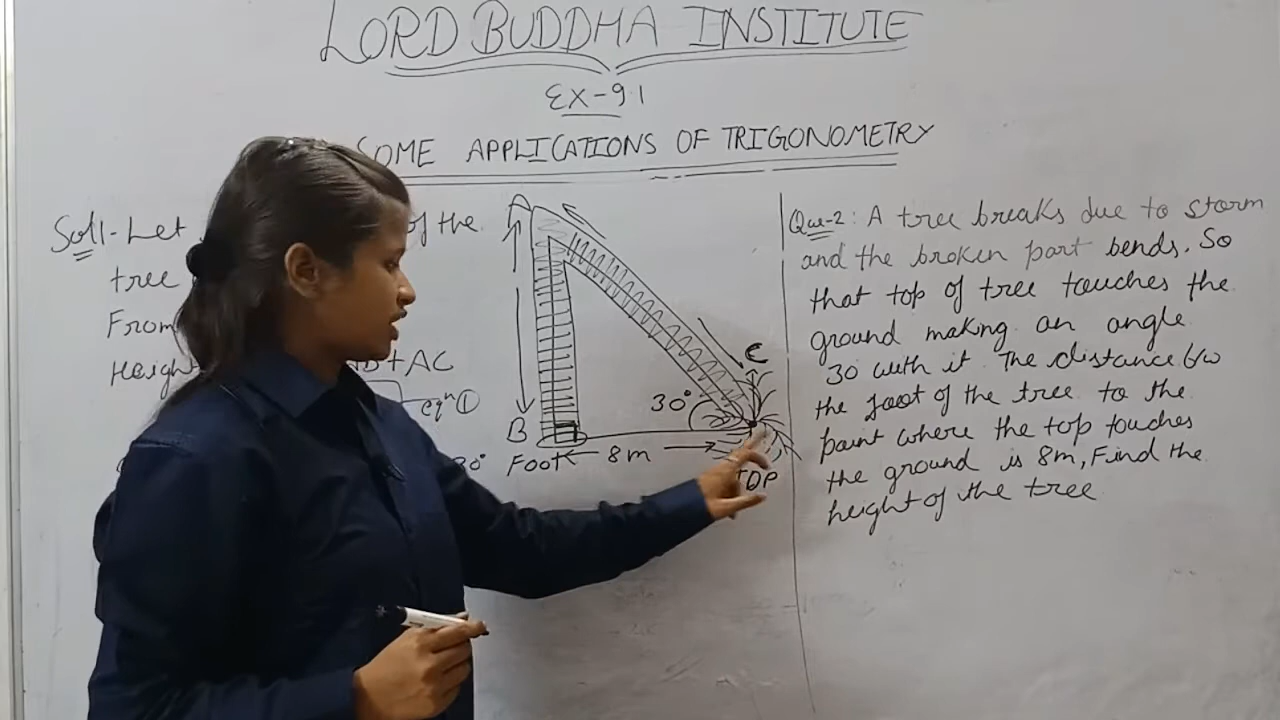 LORD BUDDHA INSTITUTE
EX-9.1
SOME APPLICATIONS OF TRIGONOMETRY
Soll-Let of the
tree
From
Height +AC
eqⁿ ①
30°
A
C
30°
B
8m
FOOT
TOP
Que-2: A tree breaks due to storm
and the broken part bends. So
that top of tree touches the
ground making an angle
30 with it. The distance b/w
the foot of the tree to the
paint where the top touches
the ground is 8m, Find the
height of the tree